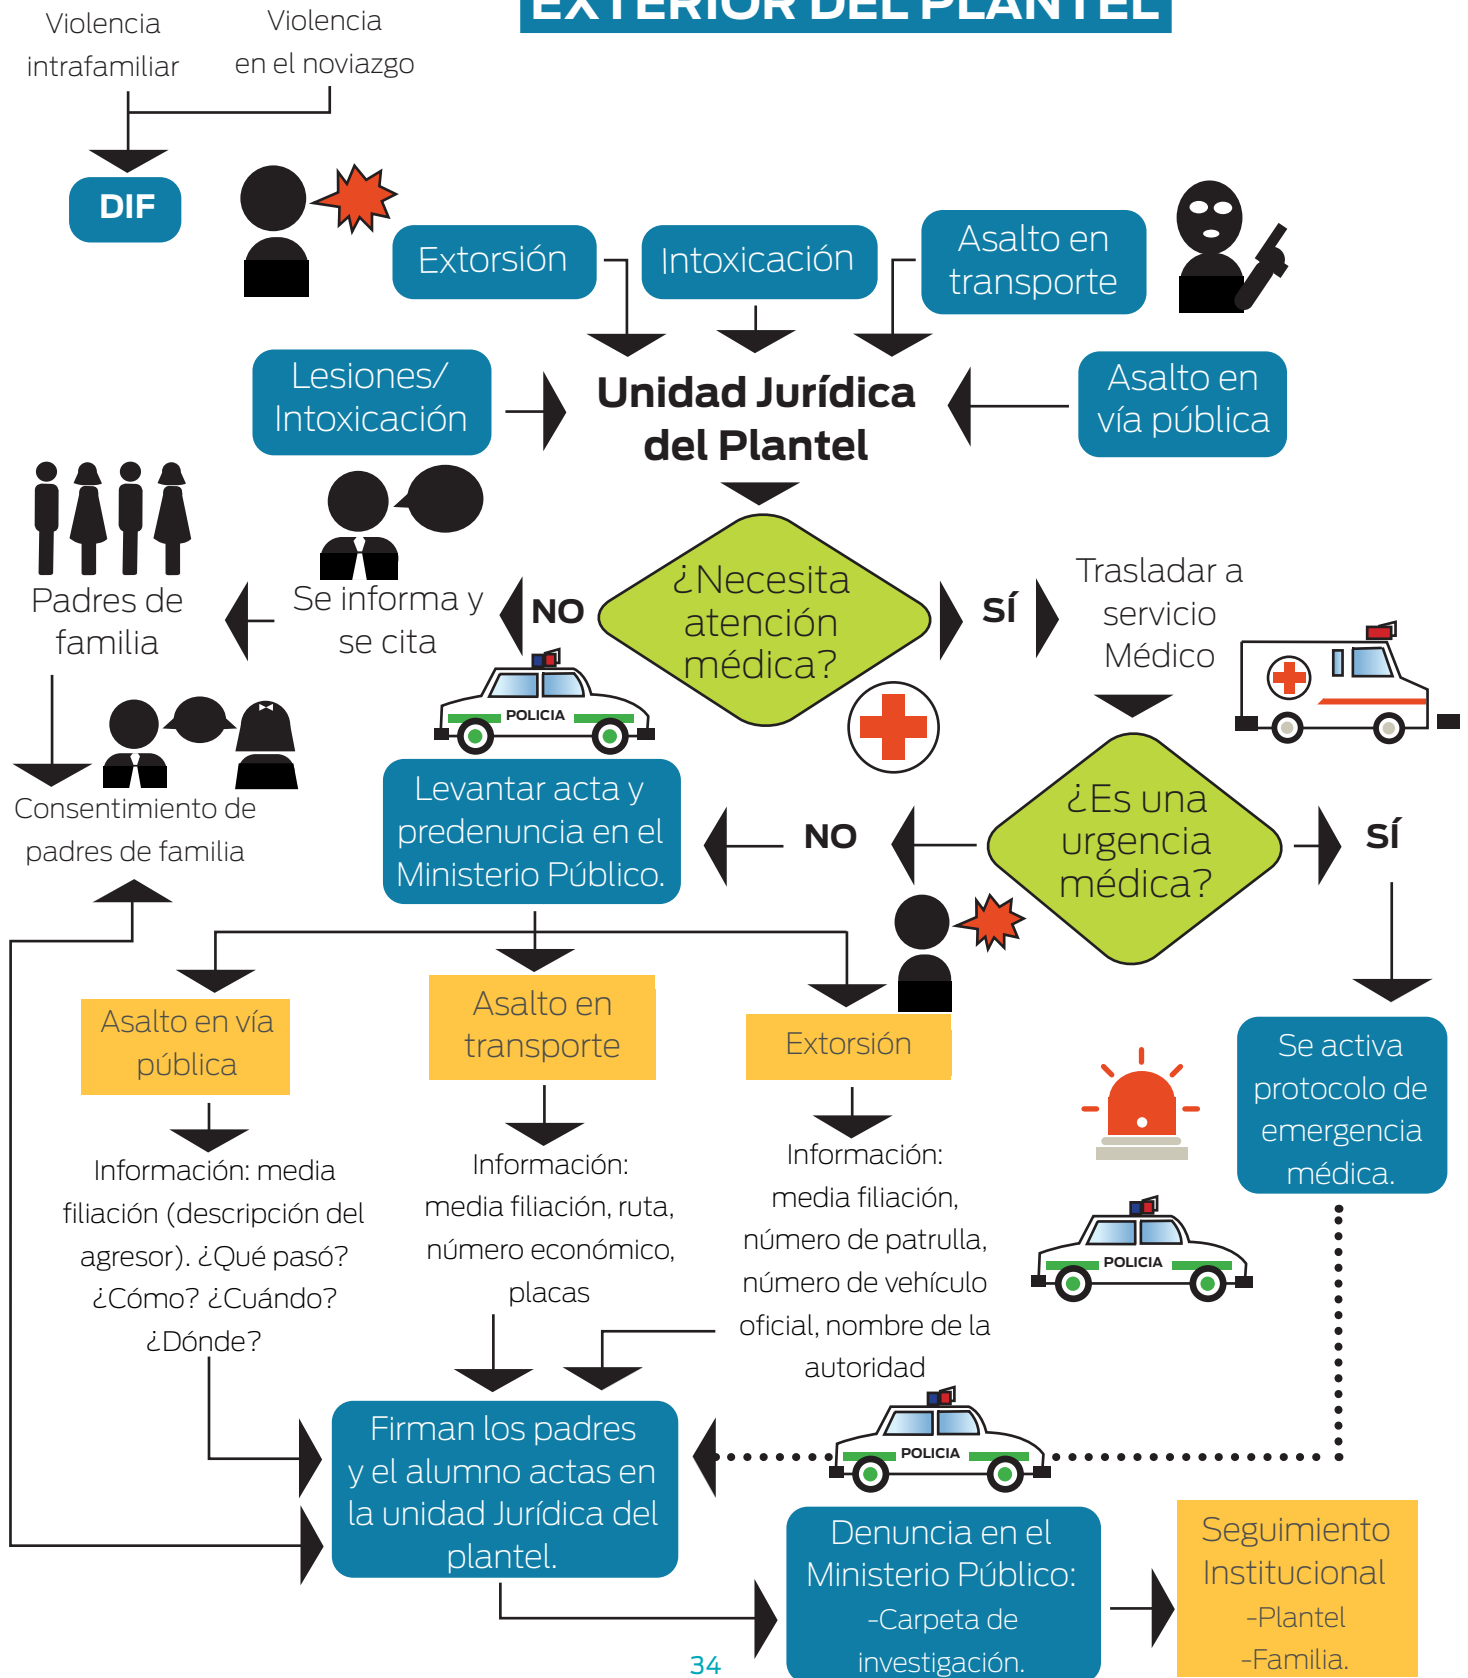 EXTERIOR DEL PLANTEL
Violencia
intrafamiliar
Violencia
en el noviazgo
DIF
Extorsión
Intoxicación
Asalto en
transporte
Lesiones/
Intoxicación
Unidad Jurídica
del Plantel
Asalto en
vía pública
¿Necesita
atención
médica?
NO
SÍ
Se informa y
se cita
Padres de
familia
Trasladar a
servicio
Médico
POLICIA
Consentimiento de
padres de familia
Levantar acta y
predenuncia en el
Ministerio Público.
NO
¿Es una
urgencia
médica?
SÍ
Asalto en vía
pública
Asalto en
transporte
Extorsión
Se activa
protocolo de
emergencia
médica.
Información: media
filiación (descripción del
agresor). ¿Qué pasó?
¿Cómo? ¿Cuándo?
¿Dónde?
Información:
media filiación, ruta,
número económico,
placas
Información:
media filiación,
número de patrulla,
número de vehículo
oficial, nombre de la
autoridad
POLICIA
POLICIA
Firman los padres
y el alumno actas en
la unidad Jurídica del
plantel.
Denuncia en el
Ministerio Público:
-Carpeta de
investigación.
Seguimiento
Institucional
-Plantel
-Familia.
34